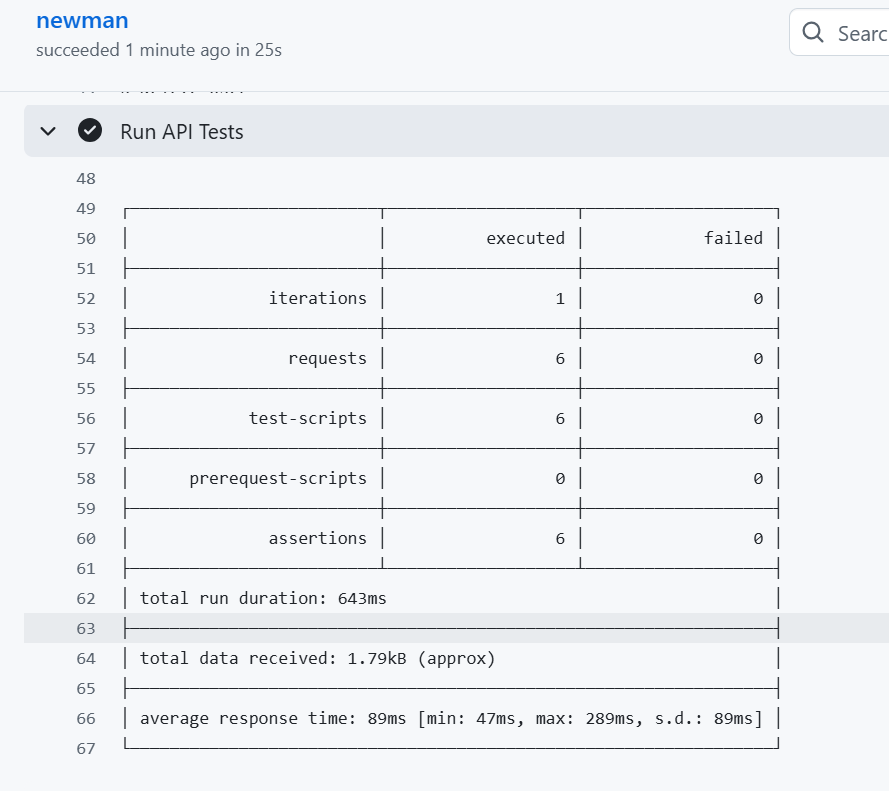 newman
succeeded 1 minute ago in 25s
Searc
Run API Tests
48
49
50 executed failed
51
52 iterations 1 0
53
54 requests 6 0
55
56 test-scripts 6 0
57
58 prerequest-scripts 0 0
59
60 assertions 6 0
61
62 total run duration: 643ms
63
64 total data received: 1.79kB (approx)
65
66 average response time: 89ms [min: 47ms, max: 289ms, s.d.: 89ms]
67